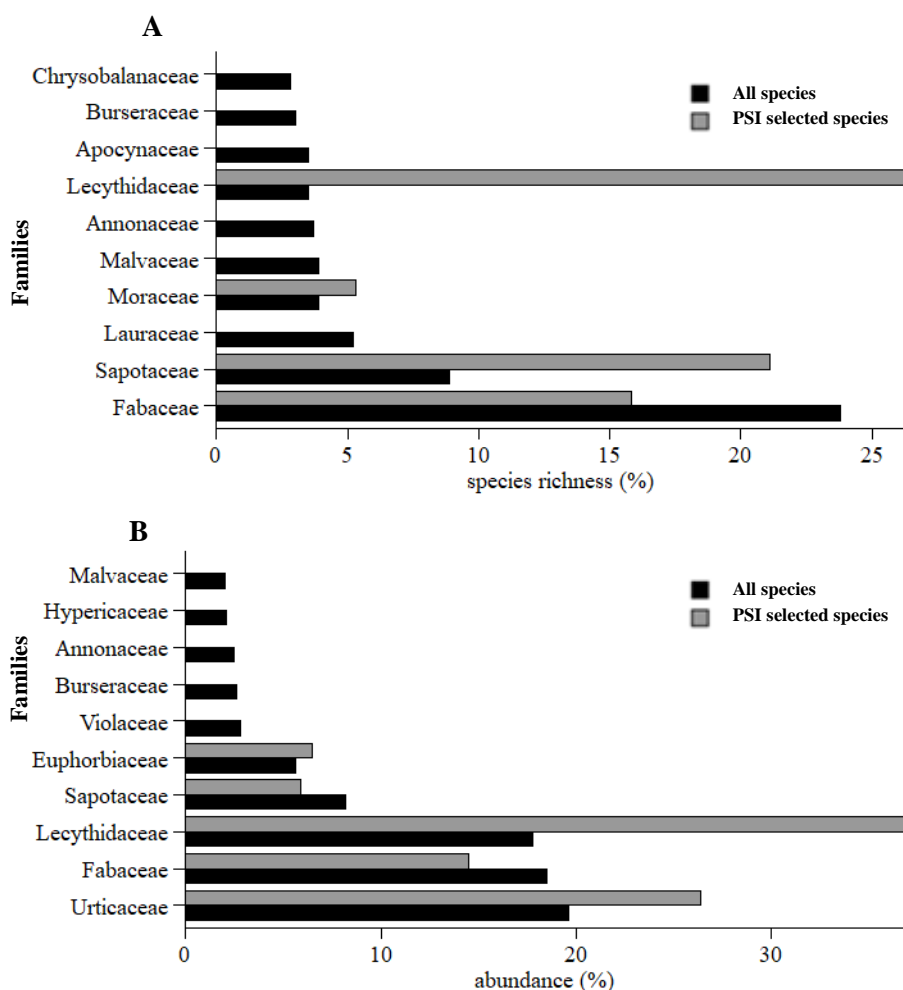 A
Chrysobalanaceae
Burseraceae
Apocynaceae
Lecythidaceae
Annonaceae
Malvaceae
Moraceae
Lauraceae
Sapotaceae
Fabaceae
Families
All species
PSI selected species
0 5 10 15 20 25
species richness (%)
B
Malvaceae
Hypericaceae
Annonaceae
Burseraceae
Violaceae
Euphorbiaceae
Sapotaceae
Lecythidaceae
Fabaceae
Urticaceae
Families
All species
PSI selected species
0 10 20 30
abundance (%)